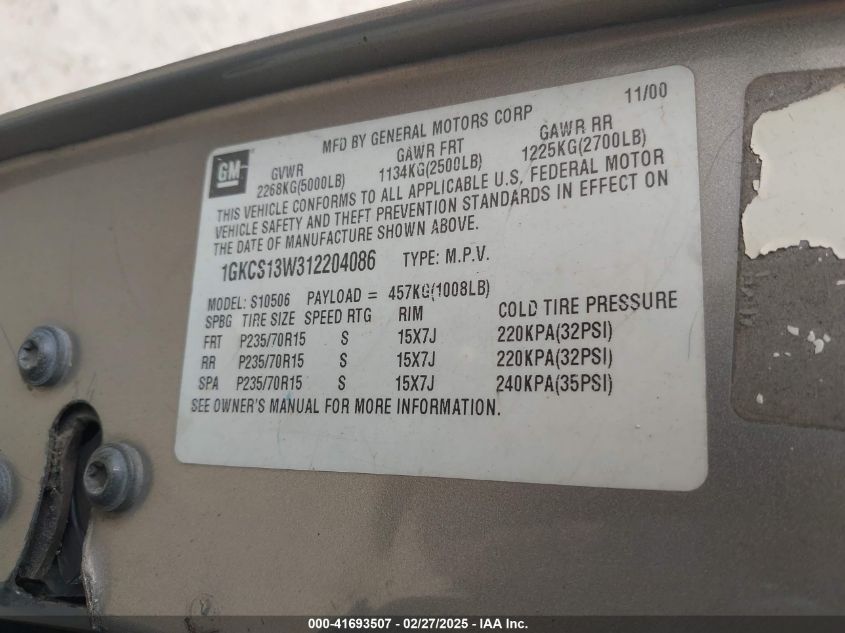 11/00
MFD BY GENERAL MOTORS CORP
GM
GVWR GAWR FRT GAWR RR
2268KG(5000LB) 1134KG(2500LB) 1225KG(2700LB)
THIS VEHICLE CONFORMS TO ALL APPLICABLE U.S. FEDERAL MOTOR
VEHICLE SAFETY AND THEFT PREVENTION STANDARDS IN EFFECT ON
THE DATE OF MANUFACTURE SHOWN ABOVE.
1GKCS13W312204086 TYPE: M.P.V.
MODEL: S10506 PAYLOAD = 457KG(1008LB)
SPBG TIRE SIZE SPEED RTG RIM COLD TIRE PRESSURE
FRT P235/70R15 S 15X7J 220KPA(32PSI)
RR P235/70R15 S 15X7J 220KPA(32PSI)
SPA P235/70R15 S 15X7J 240KPA(35PSI)
SEE OWNER'S MANUAL FOR MORE INFORMATION.
000-41693507 - 02/27/2025 - IAA Inc.